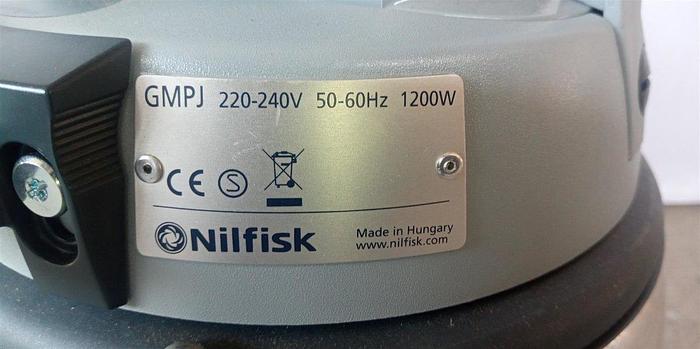 GMPJ 220-240V 50-60Hz 1200W
CE S
Nilfisk
Made in Hungary
www.nilfisk.com